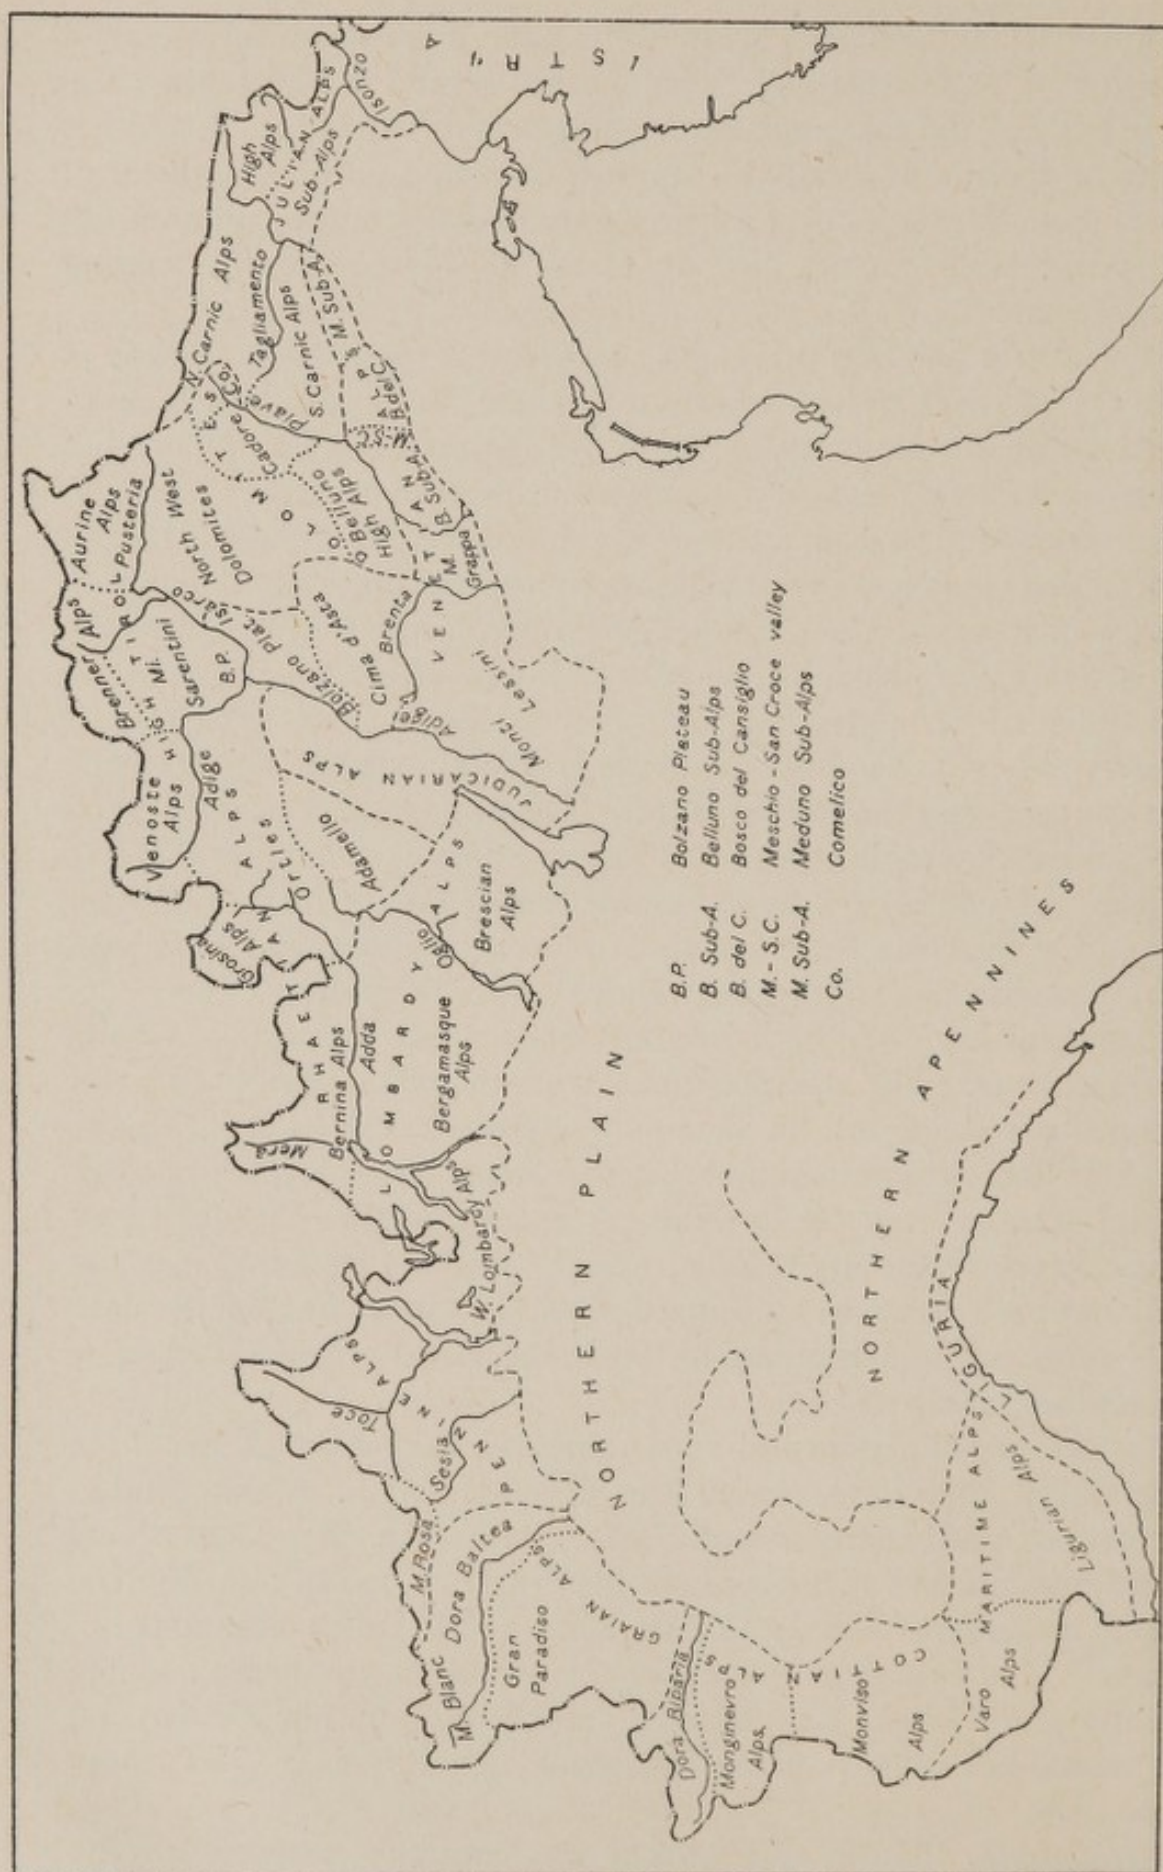 M. Blanc
Dora Baltea
M. Rosa
Gran
Paradiso
GRAIAN ALPS
Dora Riparia
Monginevro
Alps
COTTIAN ALPS
Monviso
Alps
Varo
Alps
MARITIME ALPS
Ligurian Alps
LIGURIA
PENNINE ALPS
Sesia
Toce
W. Lombardy Alps
LOMBARDY ALPS
Mera
Bernina Alps
RHAETIAN ALPS
Adda
Bergamasque
Alps
Grosina
Alps
Oglio
Brescian
Alps
Adamello
Ortles
JUDICARIAN ALPS
Venoste
Alps
Adige
HIGH TIROL
Brenner Alps
Mi.
Sarentini
B.P.
Isarco
Bolzano Plat.
Aurine
Alps
Pusteria
North West
Dolomites
DOLOMITES
Cima d'Asta
Brenta
Adige
Monti Lessini
VENETIAN ALPS
M.
Grappa
Belluno
High Alps
B. Sub-A.
Cadore
Co.
Piave
B. del C.
N. Carnic Alps
Tagliamento
S. Carnic Alps
M. Sub-A.
High
Alps
JULIAN ALPS
Sub-Alps
Isonzo
ISTRIA
NORTHERN PLAIN
NORTHERN APENNINES
B.P. Bolzano Plateau
B. Sub-A. Belluno Sub-Alps
B. del C. Bosco del Cansiglio
M.- S.C. Meschio - San Croce valley
M. Sub-A. Meduno Sub-Alps
Co. Comelico